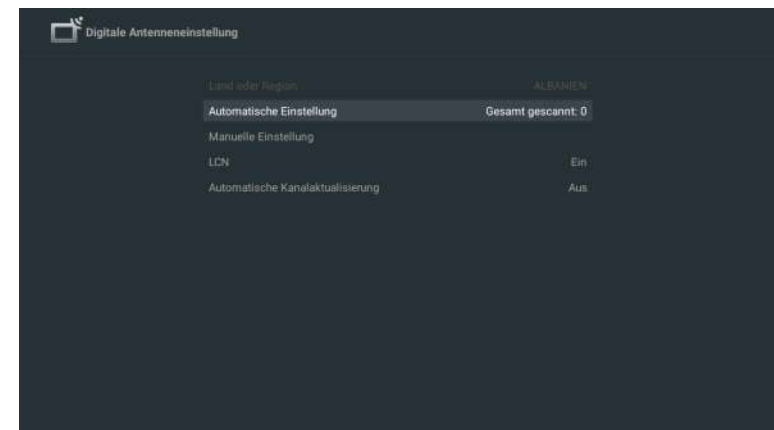 Digitale Antenneneinstellung
Land oder Region ALBANIEN
Automatische Einstellung Gesamt gescannt: 0
Manuelle Einstellung
LCN Ein
Automatische Kanalaktualisierung Aus